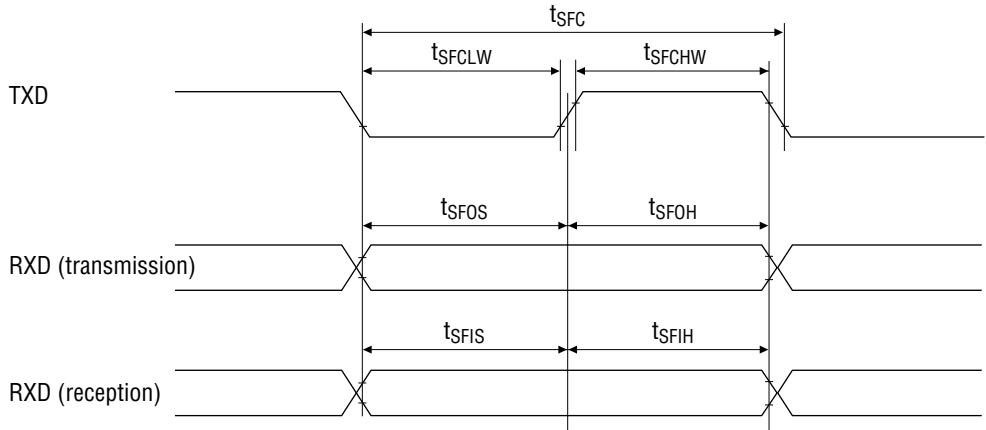 tSFC
tSFCLW tSFCHW
TXD
tSFOS tSFOH
RXD (transmission)
tSFIS tSFIH
RXD (reception)